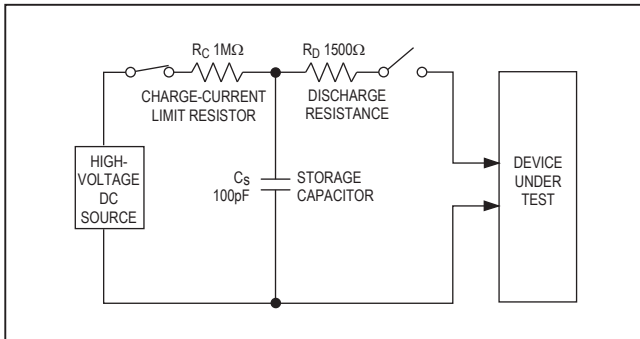 RC 1MΩ
CHARGE-CURRENT
LIMIT RESISTOR
RD 1500Ω
DISCHARGE
RESISTANCE
HIGH-
VOLTAGE
DC
SOURCE
CS
100pF
STORAGE
CAPACITOR
DEVICE
UNDER
TEST